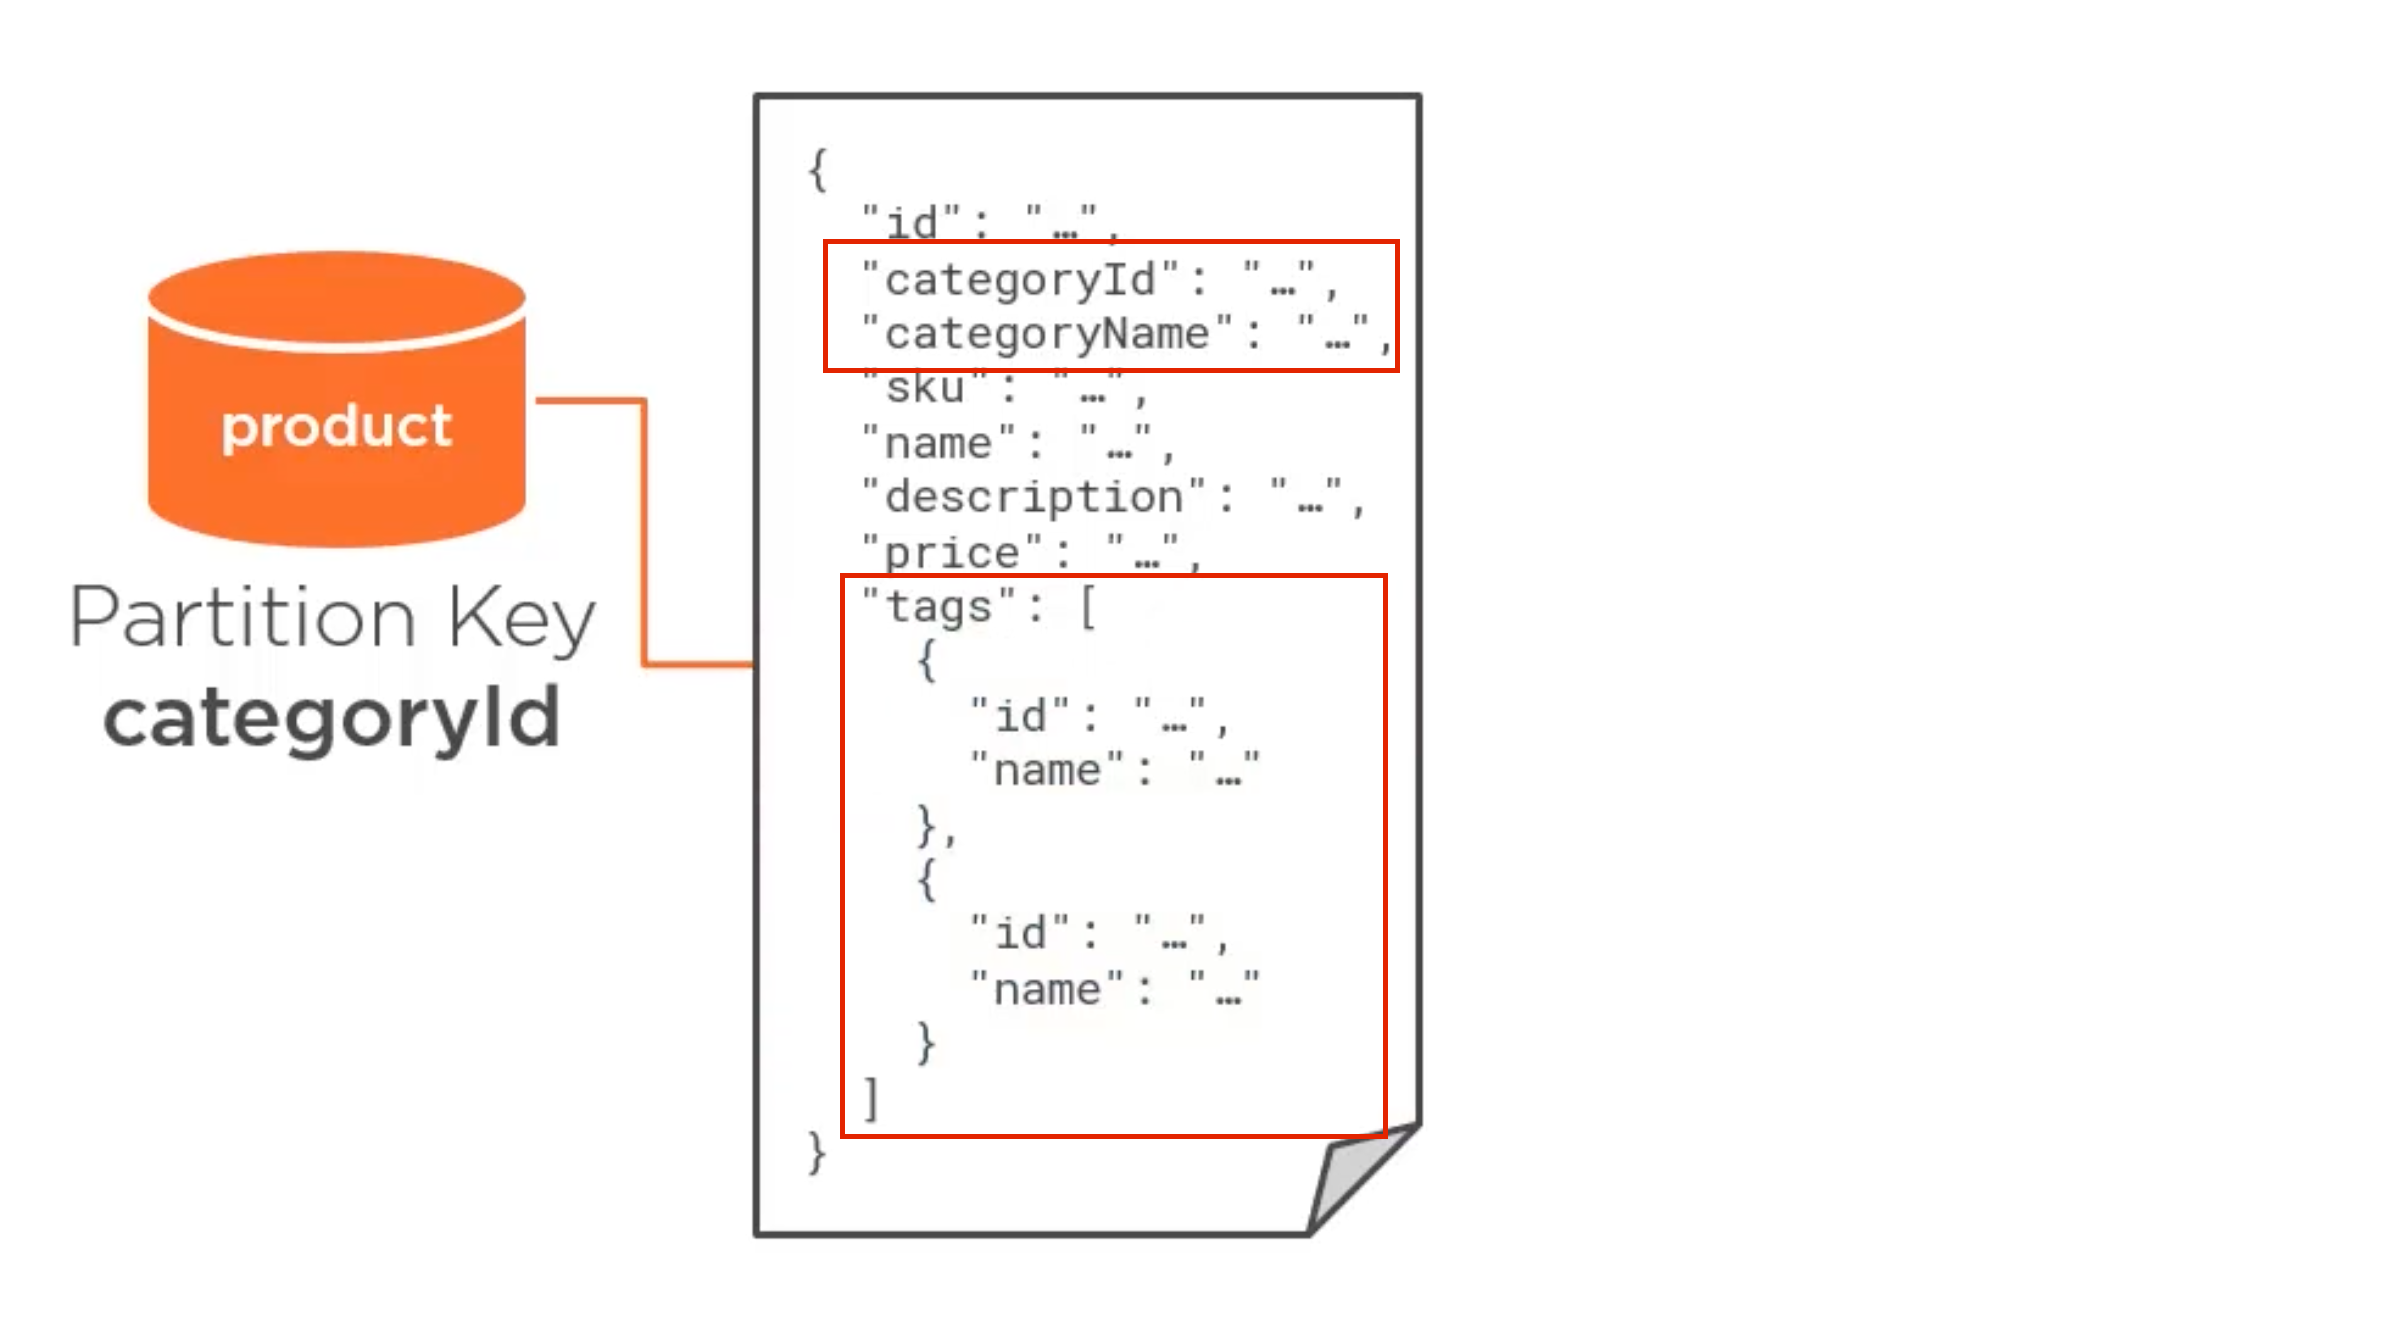 product
Partition Key
categoryId
{
"id": "…",
"categoryId": "…",
"categoryName": "…",
"sku": "…",
"name": "…",
"description": "…",
"price": "…",
"tags": [
{
"id": "…",
"name": "…"
},
{
"id": "…",
"name": "…"
}
]
}